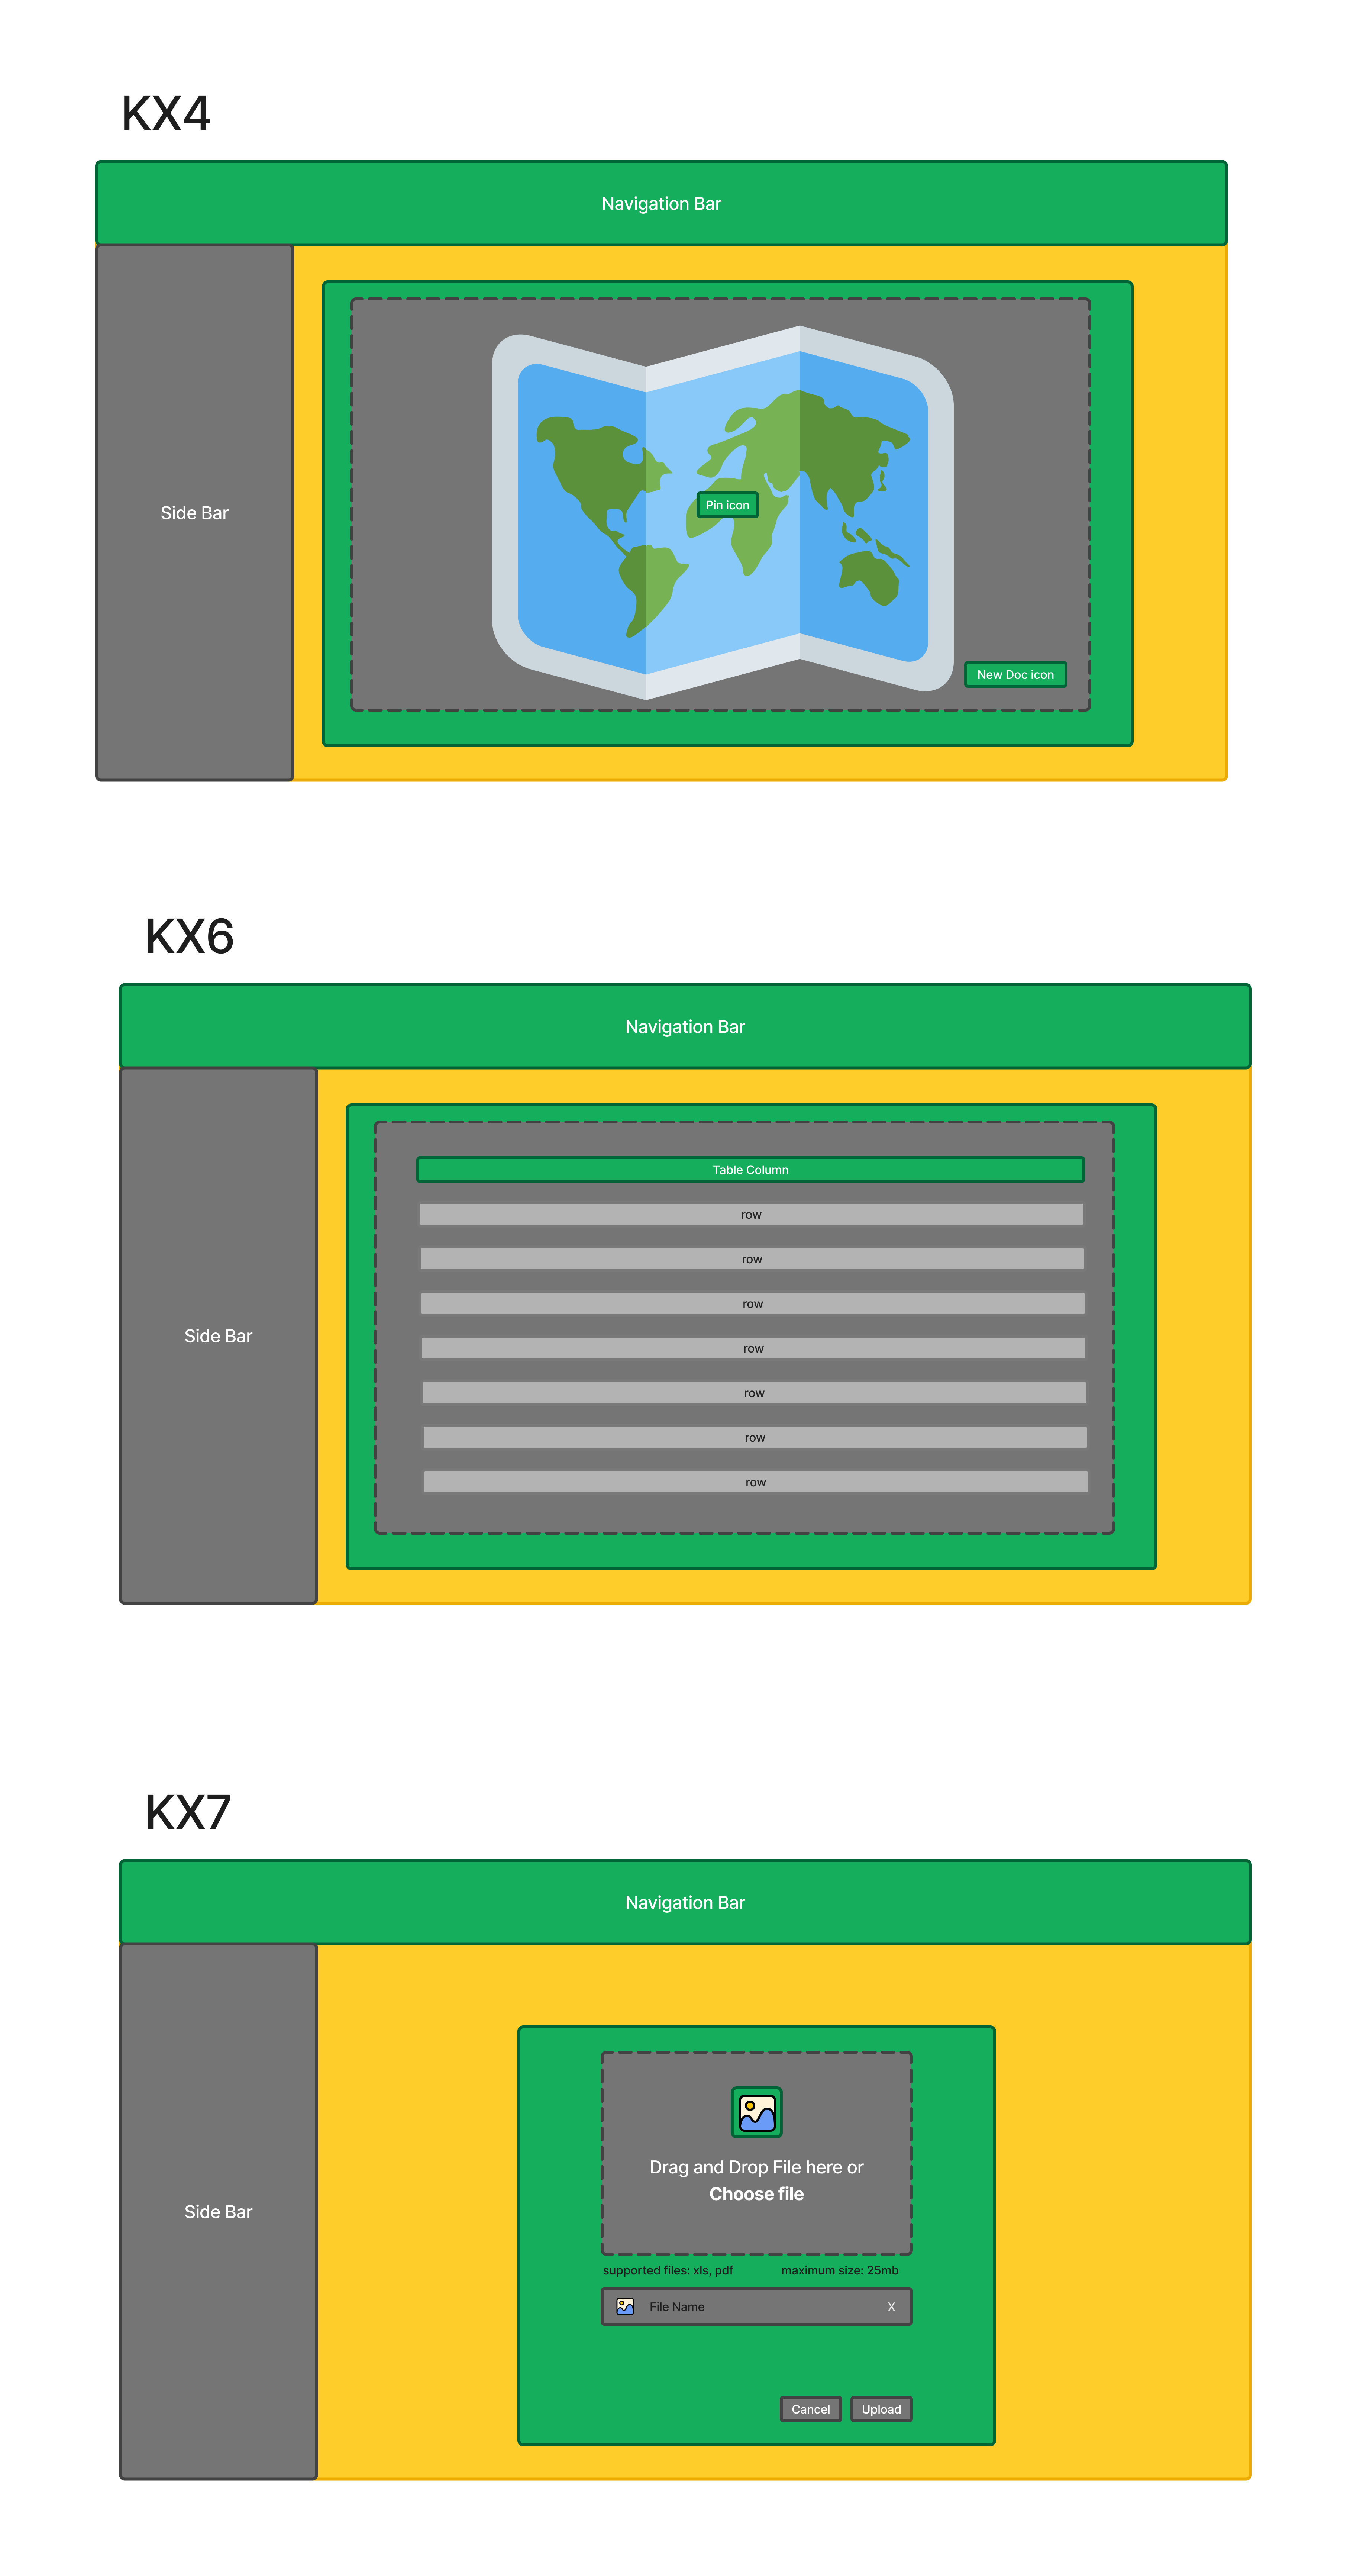 KX4
Navigation Bar
Side Bar
Pin icon
New Doc icon
KX6
Navigation Bar
Side Bar
Table Column
row
row
row
row
row
row
row
KX7
Navigation Bar
Side Bar
Drag and Drop File here or
Choose file
supported files: xls, pdf
maximum size: 25mb
File Name
X
Cancel
Upload